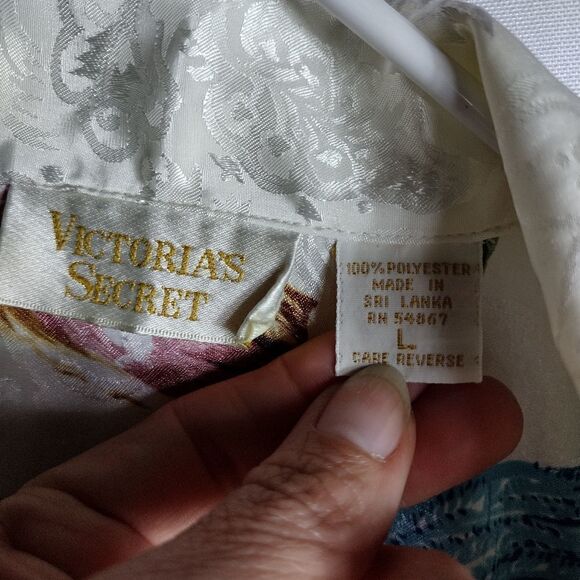 VICTORIA'S
SECRET
100% POLYESTER
MADE IN
SRI LANKA
RN 54867
L
CARE REVERSE